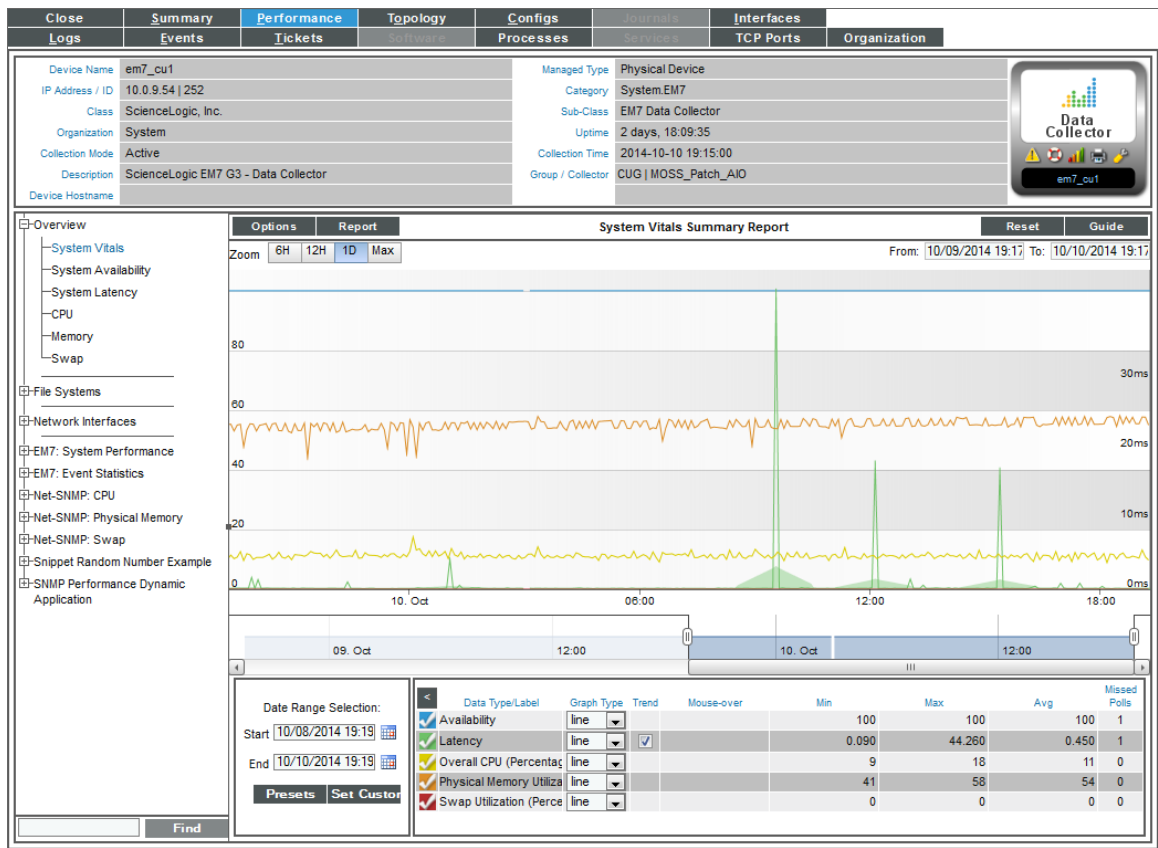 Close Summary Performance Topology Configs Journals Interfaces
Logs Events Tickets Software Processes Services TCP Ports Organization
Device Name em7_cu1 Managed Type Physical Device
IP Address / ID 10.0.9.54 | 252 Category System.EM7
Class ScienceLogic, Inc. Sub-Class EM7 Data Collector
Organization System Uptime 2 days, 18:09:35
Collection Mode Active Collection Time 2014-10-10 19:15:00
Description ScienceLogic EM7 G3 - Data Collector Group / Collector CUG | MOSS_Patch_AIO
Device Hostname
Data
Collector
em7_cu1
Overview
System Vitals
System Availability
System Latency
CPU
Memory
Swap
File Systems
Network Interfaces
EM7: System Performance
EM7: Event Statistics
Net-SNMP: CPU
Net-SNMP: Physical Memory
Net-SNMP: Swap
Snippet Random Number Example
SNMP Performance Dynamic
Application
Find
Options Report System Vitals Summary Report Reset Guide
Zoom 6H 12H 1D Max From: 10/09/2014 19:17 To: 10/10/2014 19:17
80
30ms
60
20ms
40
10ms
20
0 0ms
10. Oct 06:00 12:00 18:00
09. Oct 12:00 10. Oct 12:00
Date Range Selection:
Start 10/08/2014 19:19
End 10/10/2014 19:19
Presets Set Custor
< Data Type/Label Graph Type Trend Mouse-over Min Max Avg Missed Polls
Availability line 100 100 100 1
Latency line 0.090 44.260 0.450 1
Overall CPU (Percentag line 9 18 11 0
Physical Memory Utiliza line 41 58 54 0
Swap Utilization (Perce line 0 0 0 0